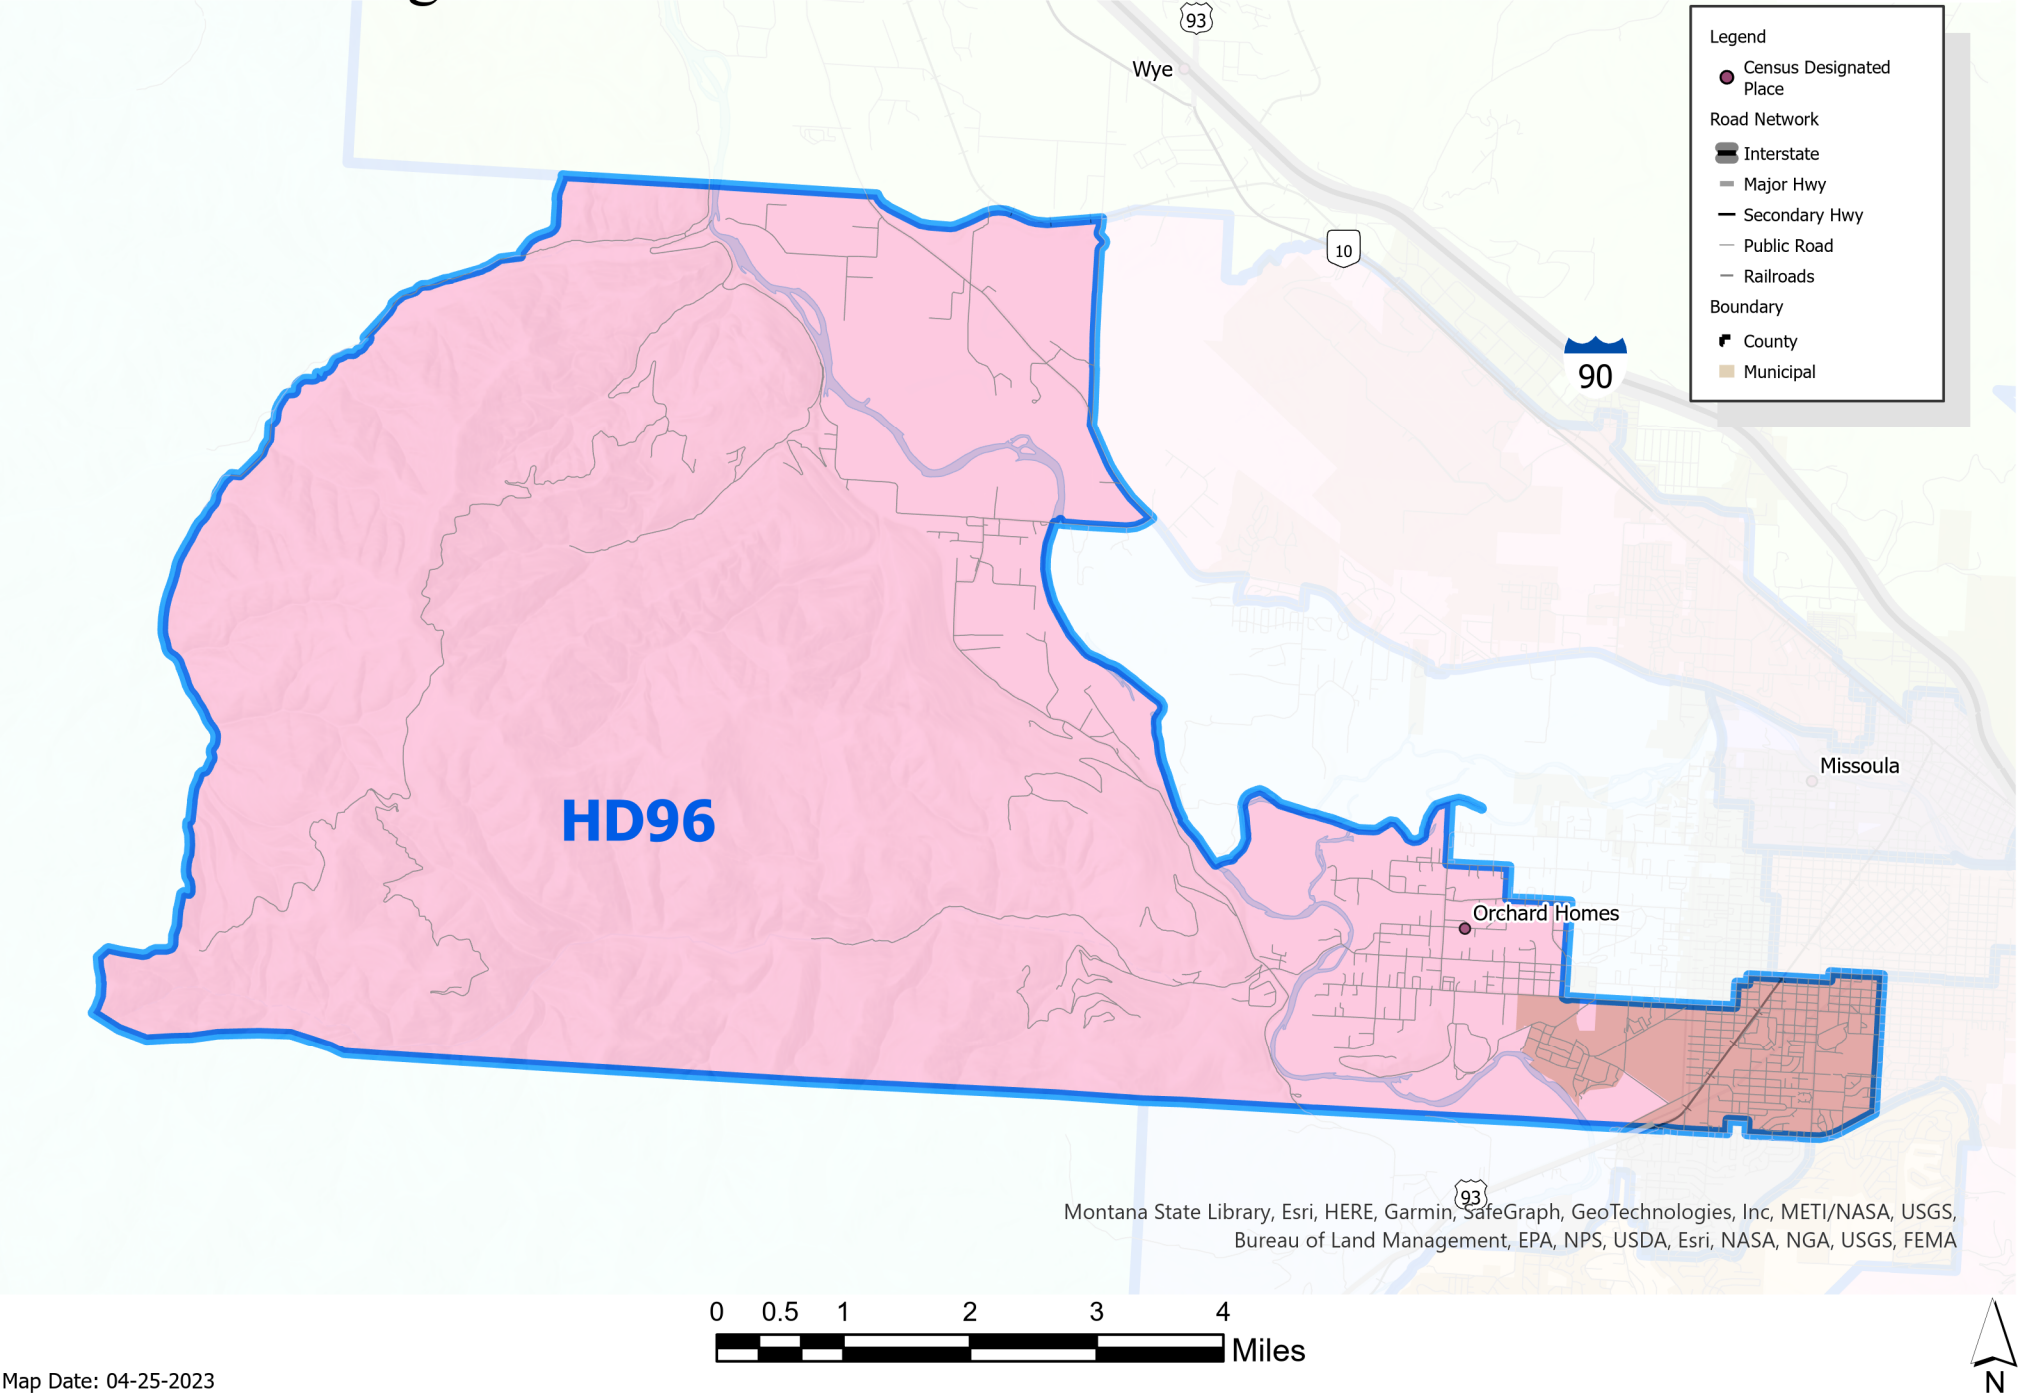 93
Wye
Legend
Census Designated
Place
Road Network
Interstate
Major Hwy
Secondary Hwy
Public Road
Railroads
Boundary
County
Municipal
10
90
HD96
Missoula
Orchard Homes
93
Montana State Library, Esri, HERE, Garmin, SafeGraph, GeoTechnologies, Inc, METI/NASA, USGS,
Bureau of Land Management, EPA, NPS, USDA, Esri, NASA, NGA, USGS, FEMA
0 0.5 1 2 3 4
Miles
N
Map Date: 04-25-2023